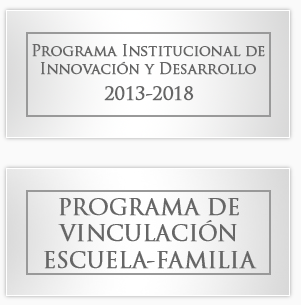 PROGRAMA INSTITUCIONAL DE
INNOVACIÓN Y DESARROLLO
2013-2018
PROGRAMA DE
VINCULACIÓN
ESCUELA-FAMILIA